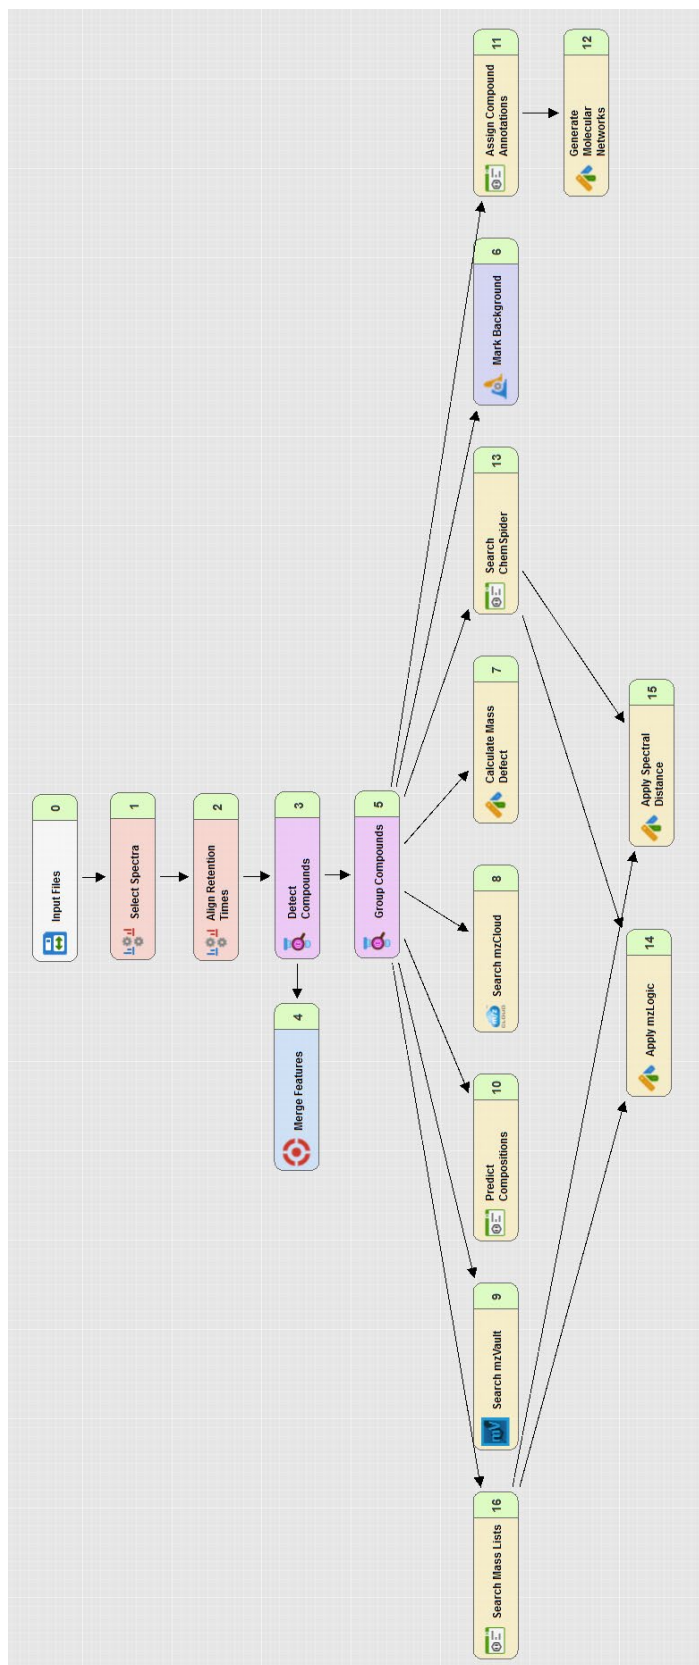 Input Files 0
Select Spectra 1
Align Retention
Times
2
Merge Features 4
Detect
Compounds
3
Group Compounds 5
Search Mass Lists 16
mV
Search mzVault 9
Predict
Compositions
10
CLOUD
Search mzCloud 8
Calculate Mass
Defect
7
Search
ChemSpider
13
Mark Background 6
Assign Compound
Annotations
11
Generate
Molecular
Networks
12
Apply mzLogic 14
Apply Spectral
Distance
15